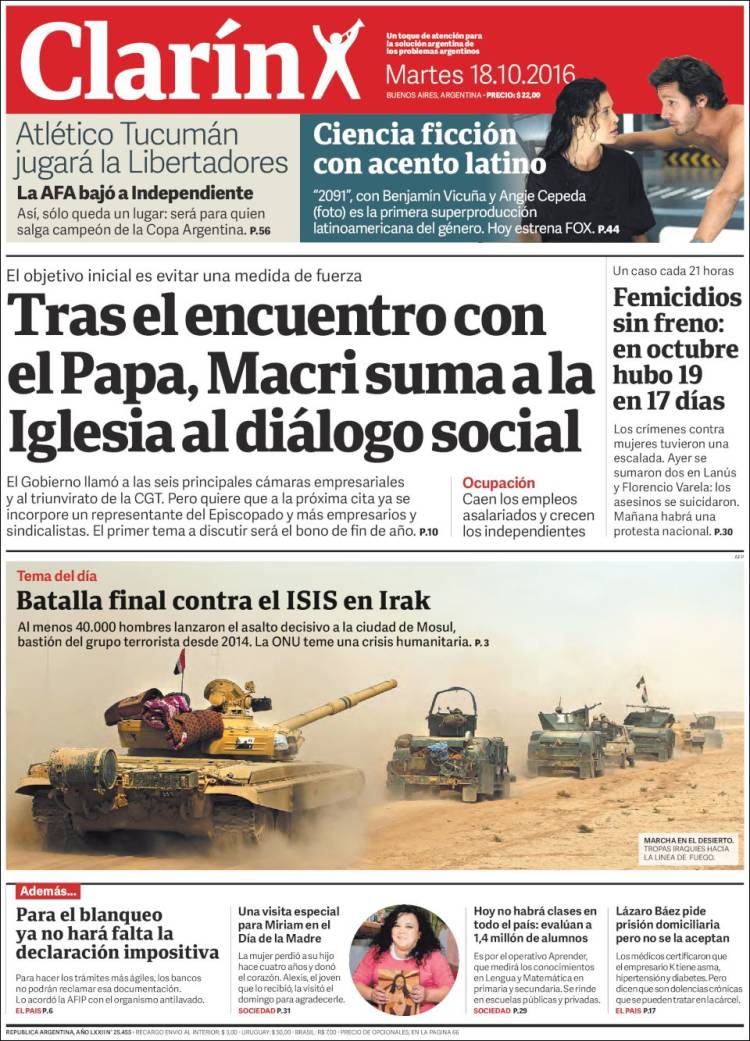 Clarín
Un toque de atención para
la solución argentina de
los problemas argentinos
Martes 18.10.2016
BUENOS AIRES, ARGENTINA • PRECIO: $ 22,00
Atlético Tucumán
jugará la Libertadores
La AFA bajó a Independiente
Así, sólo queda un lugar: será para quien
salga campeón de la Copa Argentina. P.56
Ciencia ficción
con acento latino
“2091”, con Benjamín Vicuña y Angie Cepeda
(foto) es la primera superproducción
latinoamericana del género. Hoy estrena FOX. P.44
El objetivo inicial es evitar una medida de fuerza
Tras el encuentro con
el Papa, Macri suma a la
Iglesia al diálogo social
El Gobierno llamó a las seis principales cámaras empresariales
y al triunvirato de la CGT. Pero quiere que a la próxima cita ya se
incorpore un representante del Episcopado y más empresarios y
sindicalistas. El primer tema a discutir será el bono de fin de año. P.10
Ocupación
Caen los empleos
asalariados y crecen
los independientes
Un caso cada 21 horas
Femicidios
sin freno:
en octubre
hubo 19
en 17 días
Los crímenes contra
mujeres tuvieron una
escalada. Ayer se
sumaron dos en Lanús
y Florencio Varela: los
asesinos se suicidaron.
Mañana habrá una
protesta nacional. P.30
AFP
Tema del día
Batalla final contra el ISIS en Irak
Al menos 40.000 hombres lanzaron el asalto decisivo a la ciudad de Mosul,
bastión del grupo terrorista desde 2014. La ONU teme una crisis humanitaria. P.3
MARCHA EN EL DESIERTO.
TROPAS IRAQUIES HACIA
LA LINEA DE FUEGO.
Además...
Para el blanqueo
ya no hará falta la
declaración impositiva
Para hacer los trámites más ágiles, los bancos
no podrán reclamar esa documentación.
Lo acordó la AFIP con el organismo antilavado.
EL PAIS P.6
Una visita especial
para Miriam en el
Día de la Madre
La mujer perdió a su hijo
hace cuatro años y donó
el corazón. Alexis, el joven
que lo recibió, la visitó el
domingo para agradecerle.
SOCIEDAD P.31
Hoy no habrá clases en
todo el país: evalúan a
1,4 millón de alumnos
Es por el operativo Aprender,
que medirá los conocimientos
en Lengua y Matemática en
primaria y secundaria. Se rinde
en escuelas públicas y privadas.
SOCIEDAD P.29
Lázaro Báez pide
prisión domiciliaria
pero no se la aceptan
Los médicos certificaron que
el empresario K tiene asma,
hipertensión y diabetes. Pero
dicen que son dolencias crónicas
que se pueden tratar en la cárcel.
EL PAIS P.17
REPUBLICA ARGENTINA, AÑO LXXII N° 25.455 • RECARGO ENVIO AL INTERIOR: $ 3,00 • URUGUAY: $ 50,00 • BRASIL: R$ 7,00 • PRECIO DE OPCIONALES, EN LA PAGINA 66